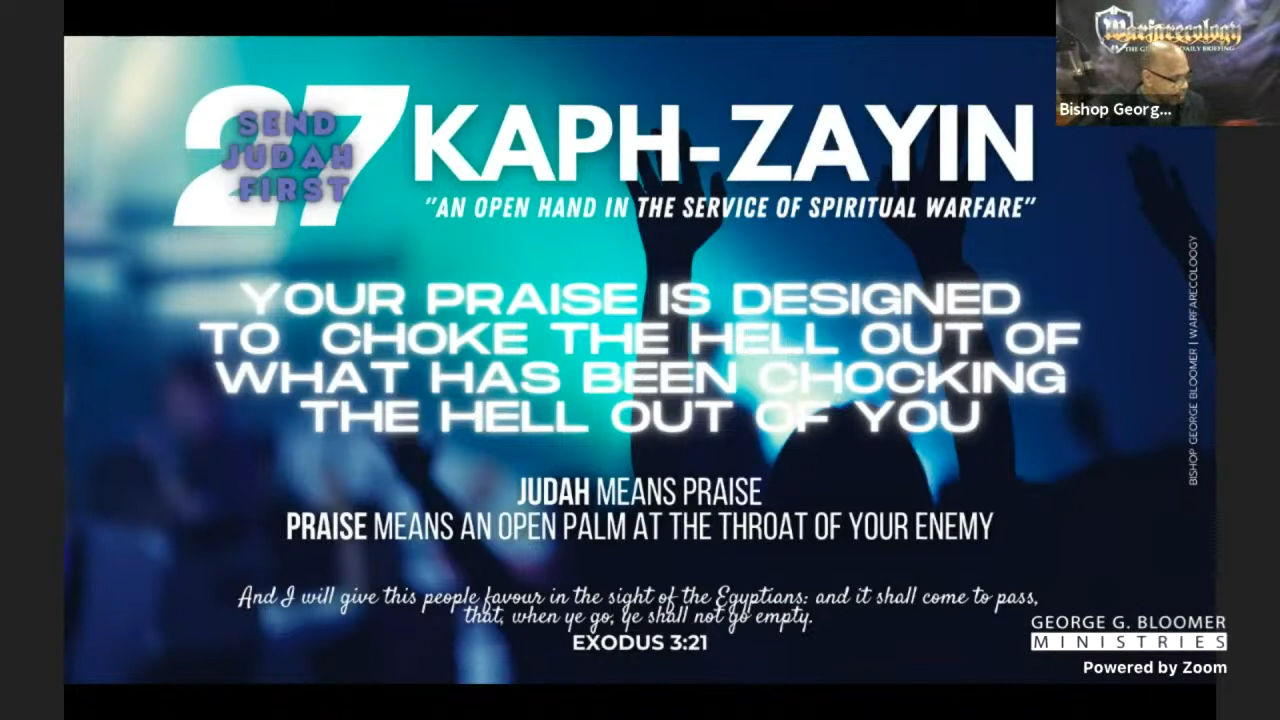 27
SEND
JUDAH
FIRST
KAPH-ZAYIN
"AN OPEN HAND IN THE SERVICE OF SPIRITUAL WARFARE"
YOUR PRAISE IS DESIGNED
TO CHOKE THE HELL OUT OF
WHAT HAS BEEN CHOCKING
THE HELL OUT OF YOU
JUDAH MEANS PRAISE
PRAISE MEANS AN OPEN PALM AT THE THROAT OF YOUR ENEMY
And I will give this people favour in the sight of the Egyptians: and it shall come to pass,
that, when ye go, ye shall not go empty.
EXODUS 3:21
BISHOP GEORGE BLOOMER | WARFARECOLOOGY
Warfarecology
DAILY BRIEFING
Bishop Georg...
GEORGE G. BLOOMER
MINISTRIES
Powered by Zoom